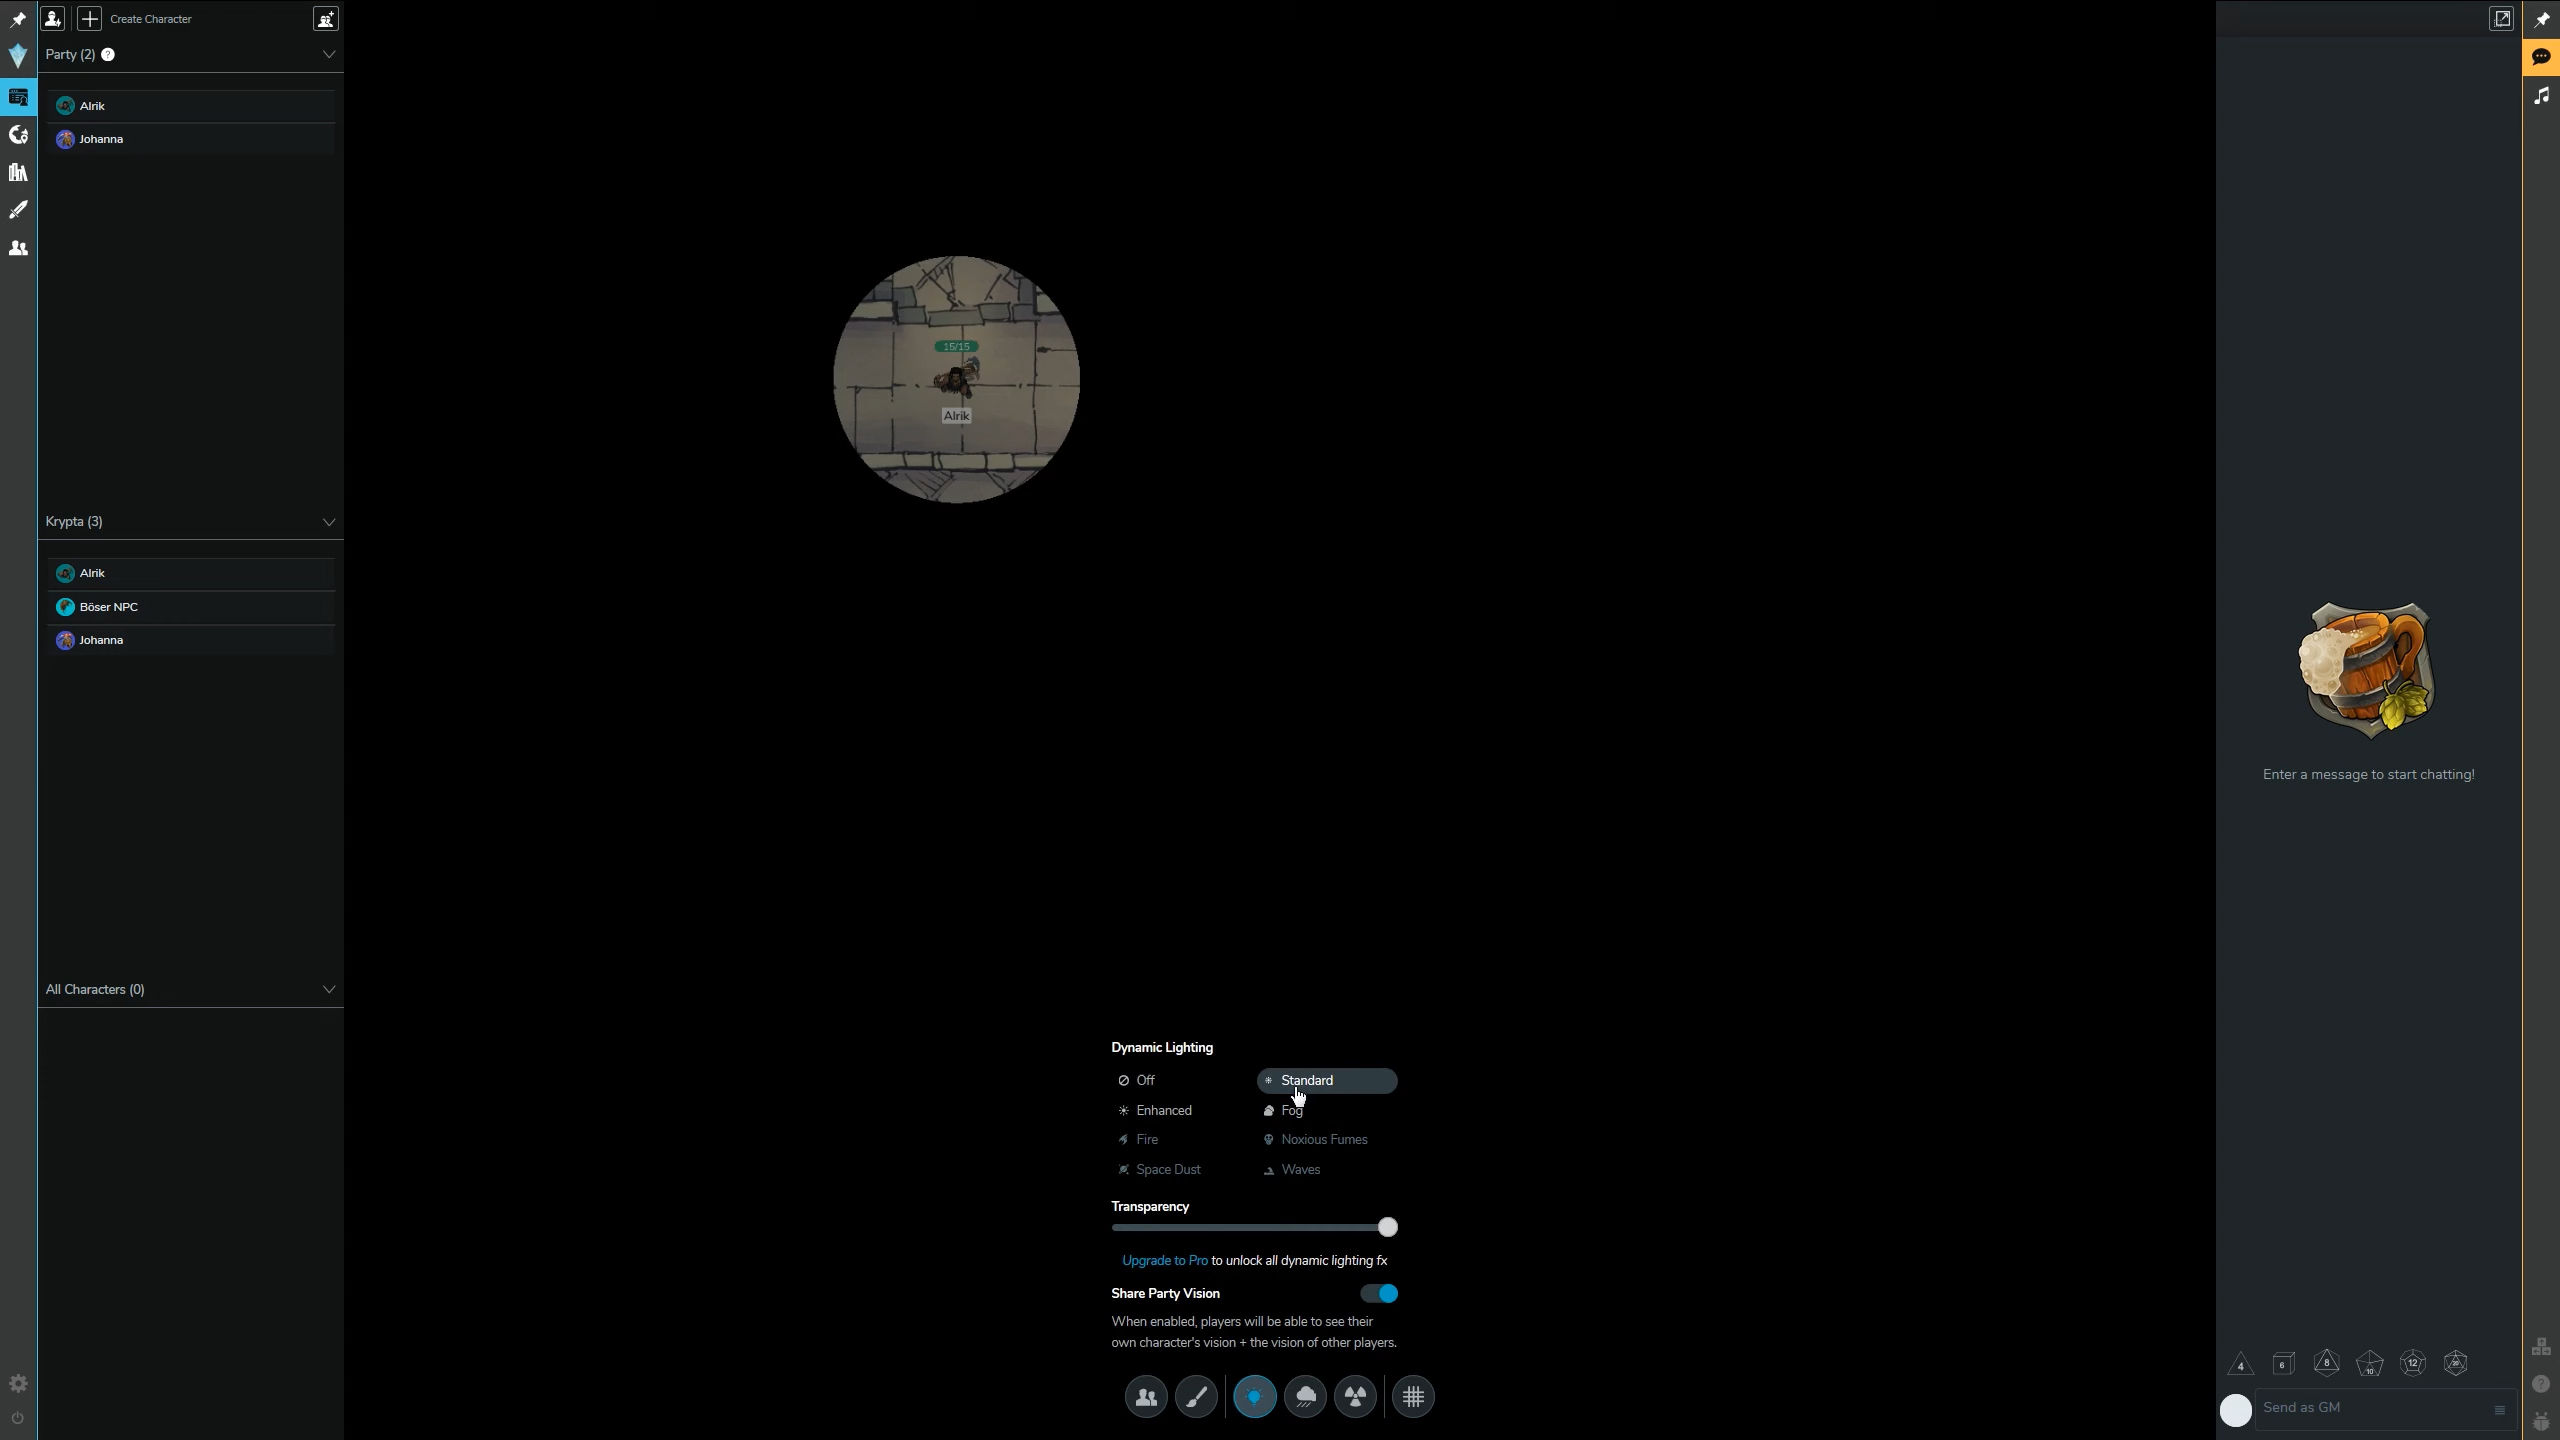 Create Character
Party (2) ?
Alrik
Johanna
Krypta (3)
Alrik
Böser NPC
Johanna
All Characters (0)
15/15
Alrik
Dynamic Lighting
Off
Standard
Enhanced
Fog
Fire
Noxious Fumes
Space Dust
Waves
Transparency
Upgrade to Pro to unlock all dynamic lighting fx
Share Party Vision
When enabled, players will be able to see their
own character's vision + the vision of other players.
Enter a message to start chatting!
4 6 8 10 12 20
Send as GM
?